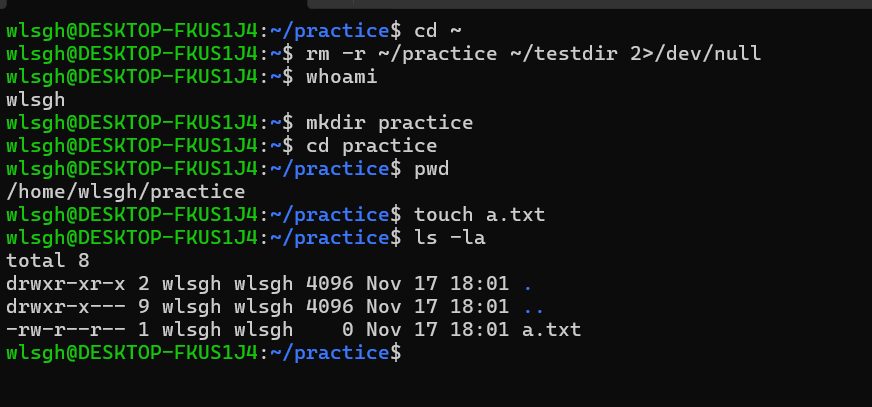 wlsgh@DESKTOP-FKUS1J4:~/practice$ cd ~
wlsgh@DESKTOP-FKUS1J4:~$ rm -r ~/practice ~/testdir 2>/dev/null
wlsgh@DESKTOP-FKUS1J4:~$ whoami
wlsgh
wlsgh@DESKTOP-FKUS1J4:~$ mkdir practice
wlsgh@DESKTOP-FKUS1J4:~$ cd practice
wlsgh@DESKTOP-FKUS1J4:~/practice$ pwd
/home/wlsgh/practice
wlsgh@DESKTOP-FKUS1J4:~/practice$ touch a.txt
wlsgh@DESKTOP-FKUS1J4:~/practice$ ls -la
total 8
drwxr-xr-x 2 wlsgh wlsgh 4096 Nov 17 18:01 .
drwxr-x--- 9 wlsgh wlsgh 4096 Nov 17 18:01 ..
-rw-r--r-- 1 wlsgh wlsgh    0 Nov 17 18:01 a.txt
wlsgh@DESKTOP-FKUS1J4:~/practice$